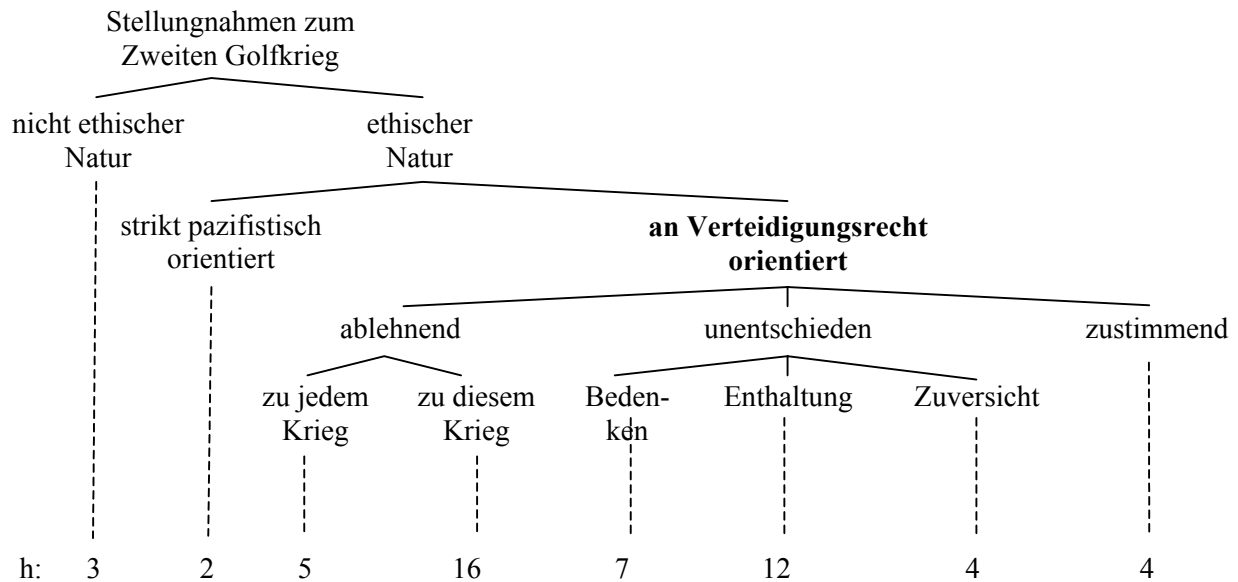 Stellungnahmen zum
Zweiten Golfkrieg
nicht ethischer
Natur
ethischer
Natur
strikt pazifistisch
orientiert
an Verteidigungsrecht
orientiert
ablehnend
unentschieden
zustimmend
zu jedem
Krieg
zu diesem
Krieg
Beden-
ken
Enthaltung
Zuversicht
h: 3 2 5 16 7 12 4 4